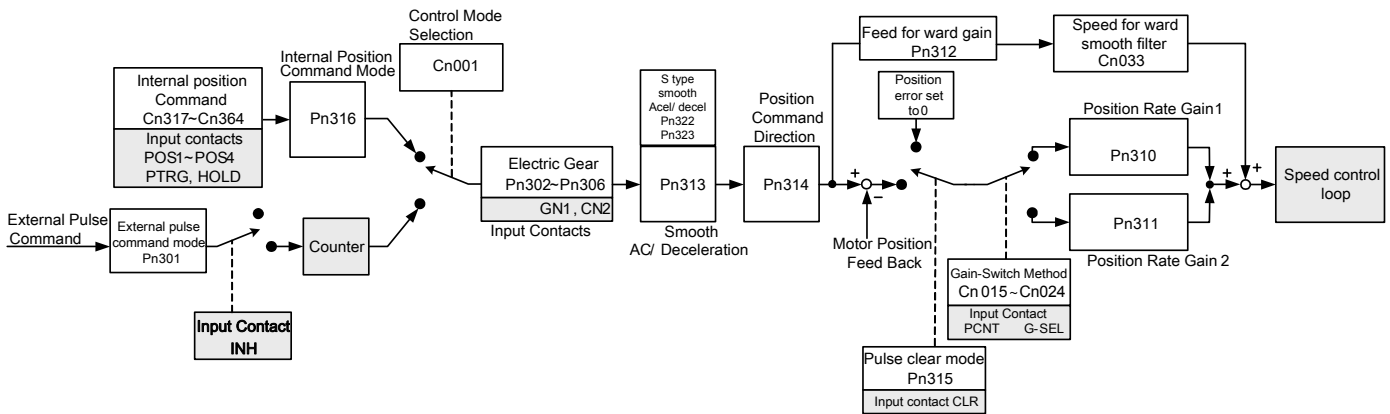 Control Mode
Selection
Cn001
Internal Position
Command Mode
Internal position
Command
Cn317~Cn364
Input contacts
POS1~POS4
PTRG, HOLD
Pn316
External Pulse
Command
External pulse
command mode
Pn301
Counter
Input Contact
INH
Electric Gear
Pn302~Pn306
GN1, CN2
Input Contacts
S type
smooth
Acel/ decel
Pn322
Pn323
Pn313
Smooth
AC/ Deceleration
Position
Command
Direction
Pn314
Feed for ward gain
Pn312
Speed for ward
smooth filter
Cn033
Position
error set
to 0
+
−
Motor Position
Feed Back
Position Rate Gain 1
Pn310
Pn311
Position Rate Gain 2
+
+
Speed control
loop
Gain-Switch Method
Cn 015~Cn024
Input Contact
PCNT G-SEL
Pulse clear mode
Pn315
Input contact CLR